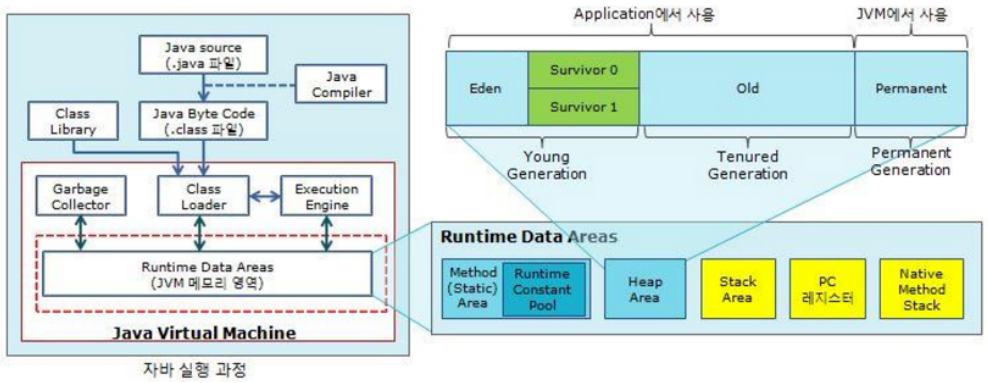 Java source
(.java 파일)
Java
Compiler
Class
Library
Java Byte Code
(.class 파일)
Garbage
Collector
Class
Loader
Execution
Engine
Runtime Data Areas
(JVM 메모리 영역)
Java Virtual Machine
자바 실행 과정
Application에서 사용
JVM에서 사용
Eden
Survivor 0
Survivor 1
Old
Permanent
Young
Generation
Tenured
Generation
Permanent
Generation
Runtime Data Areas
Method
(Static)
Area
Runtime
Constant
Pool
Heap
Area
Stack
Area
PC
레지스터
Native
Method
Stack